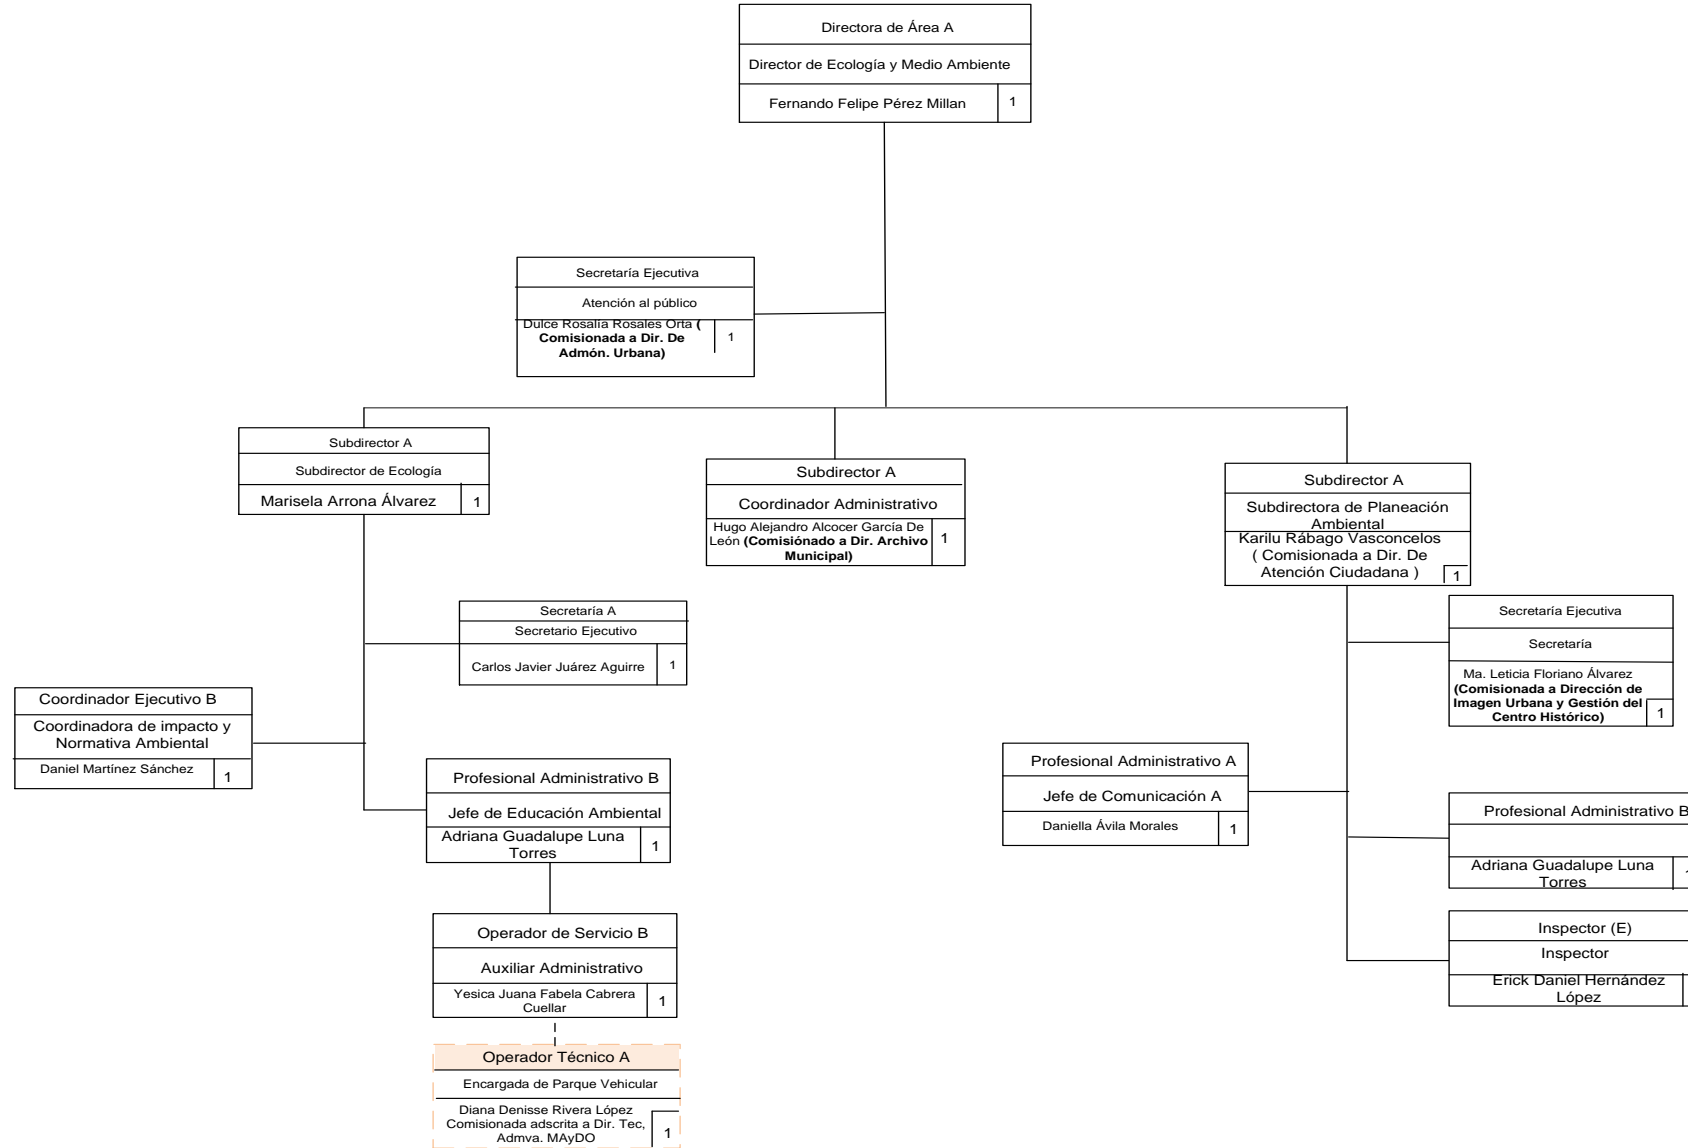 Directora de Área A
Director de Ecología y Medio Ambiente
Fernando Felipe Pérez Millan
1
Secretaría Ejecutiva
Atención al público
Dulce Rosalía Rosales Orta (
Comisionada a Dir. De
Admón. Urbana)
1
Subdirector A
Subdirector de Ecología
Marisela Arrona Álvarez
1
Subdirector A
Coordinador Administrativo
Hugo Alejandro Alcocer García De
León (Comisiónado a Dir. Archivo
Municipal)
1
Subdirector A
Subdirectora de Planeación
Ambiental
Karilu Rábago Vasconcelos
( Comisionada a Dir. De
Atención Ciudadana )
1
Secretaría A
Secretario Ejecutivo
Carlos Javier Juárez Aguirre
1
Secretaría Ejecutiva
Secretaría
Ma. Leticia Floriano Álvarez
(Comisionada a Dirección de
Imagen Urbana y Gestión del
Centro Histórico)
1
Coordinador Ejecutivo B
Coordinadora de impacto y
Normativa Ambiental
Daniel Martínez Sánchez
1
Profesional Administrativo B
Jefe de Educación Ambiental
Adriana Guadalupe Luna
Torres
1
Profesional Administrativo A
Jefe de Comunicación A
Daniella Ávila Morales
1
Profesional Administrativo B
Adriana Guadalupe Luna
Torres
1
Operador de Servicio B
Auxiliar Administrativo
Yesica Juana Fabela Cabrera
Cuellar
1
Inspector (E)
Inspector
Erick Daniel Hernández
López
Operador Técnico A
Encargada de Parque Vehicular
Diana Denisse Rivera López
Comisionada adscrita a Dir. Tec,
Admva. MAyDO
1